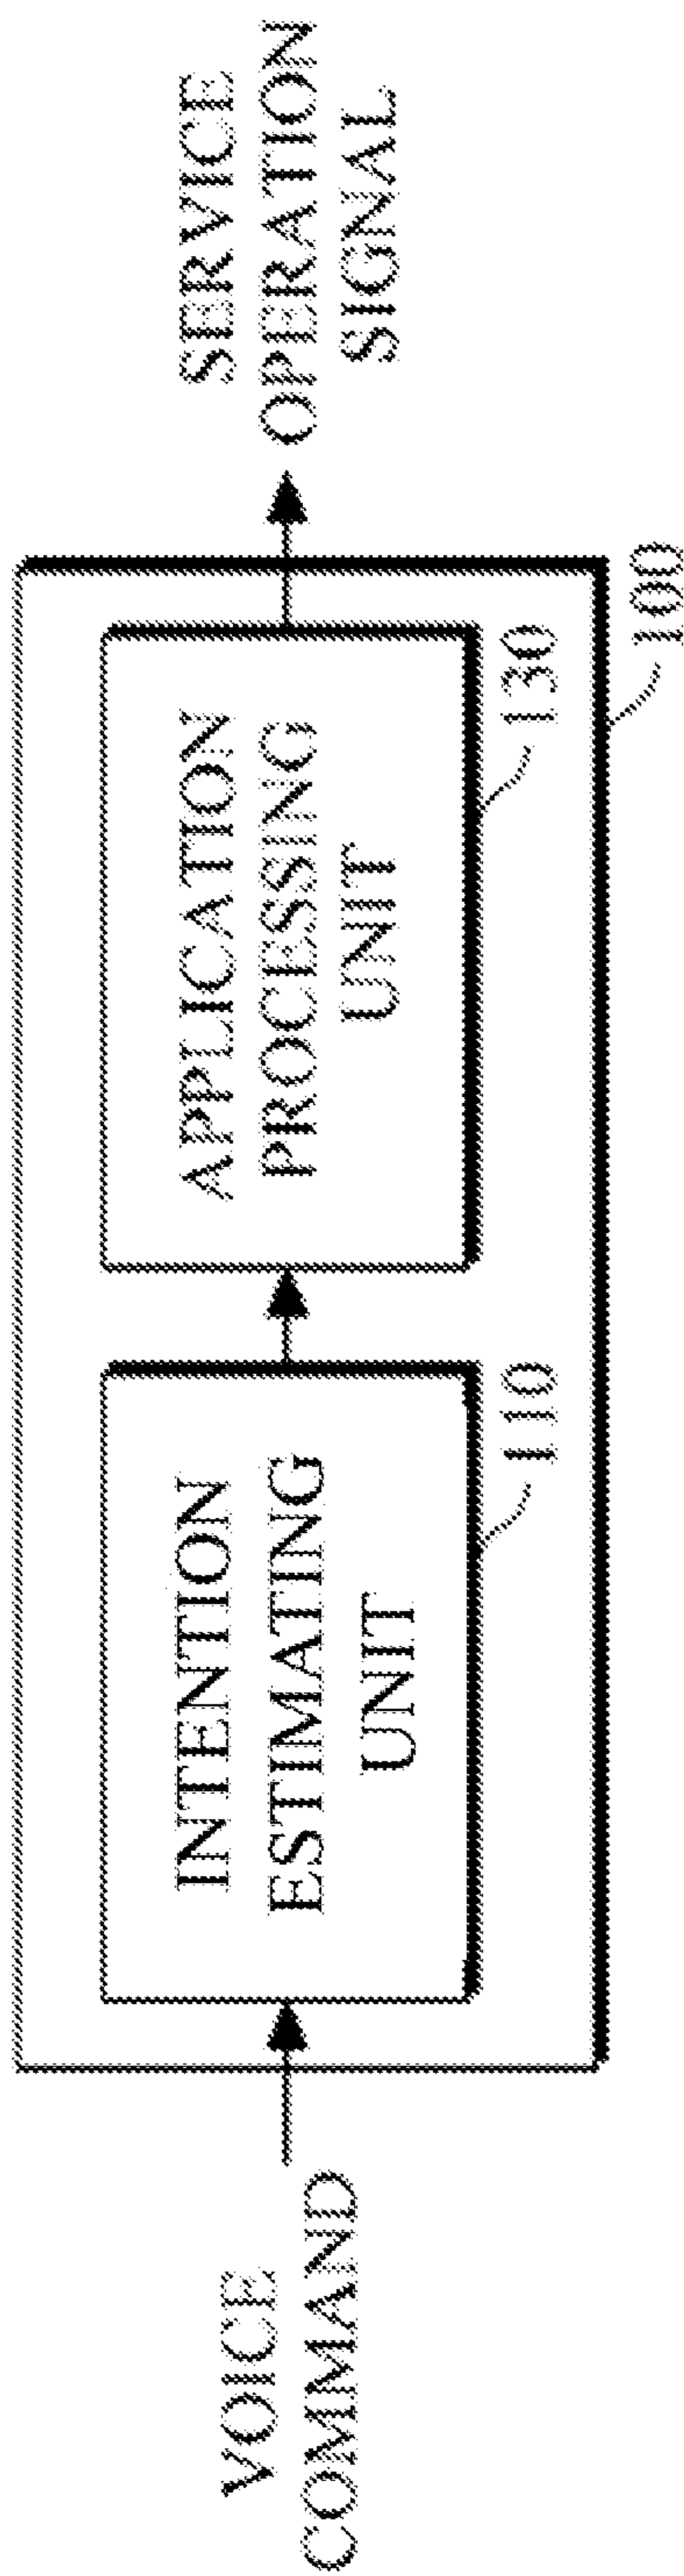 VOICE
COMMAND
INTENTION
ESTIMATING
UNIT
110
APPLICATION
PROCESSING
UNIT
130
100
SERVICE
OPERATION
SIGNAL